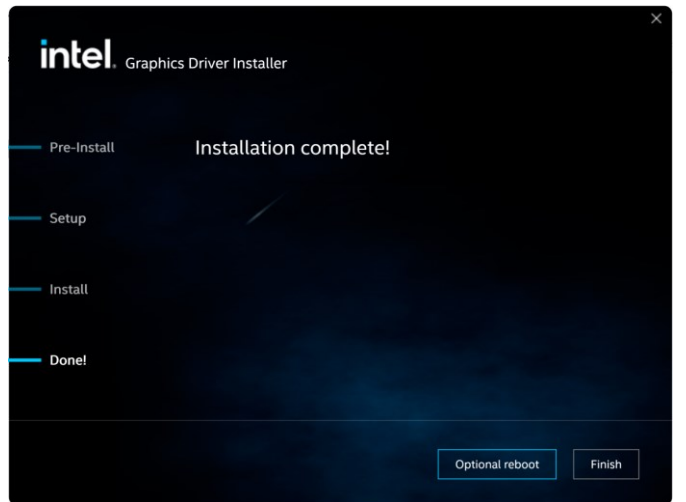 intel. Graphics Driver Installer
Pre-Install
Installation complete!
Setup
Install
Done!
Optional reboot
Finish